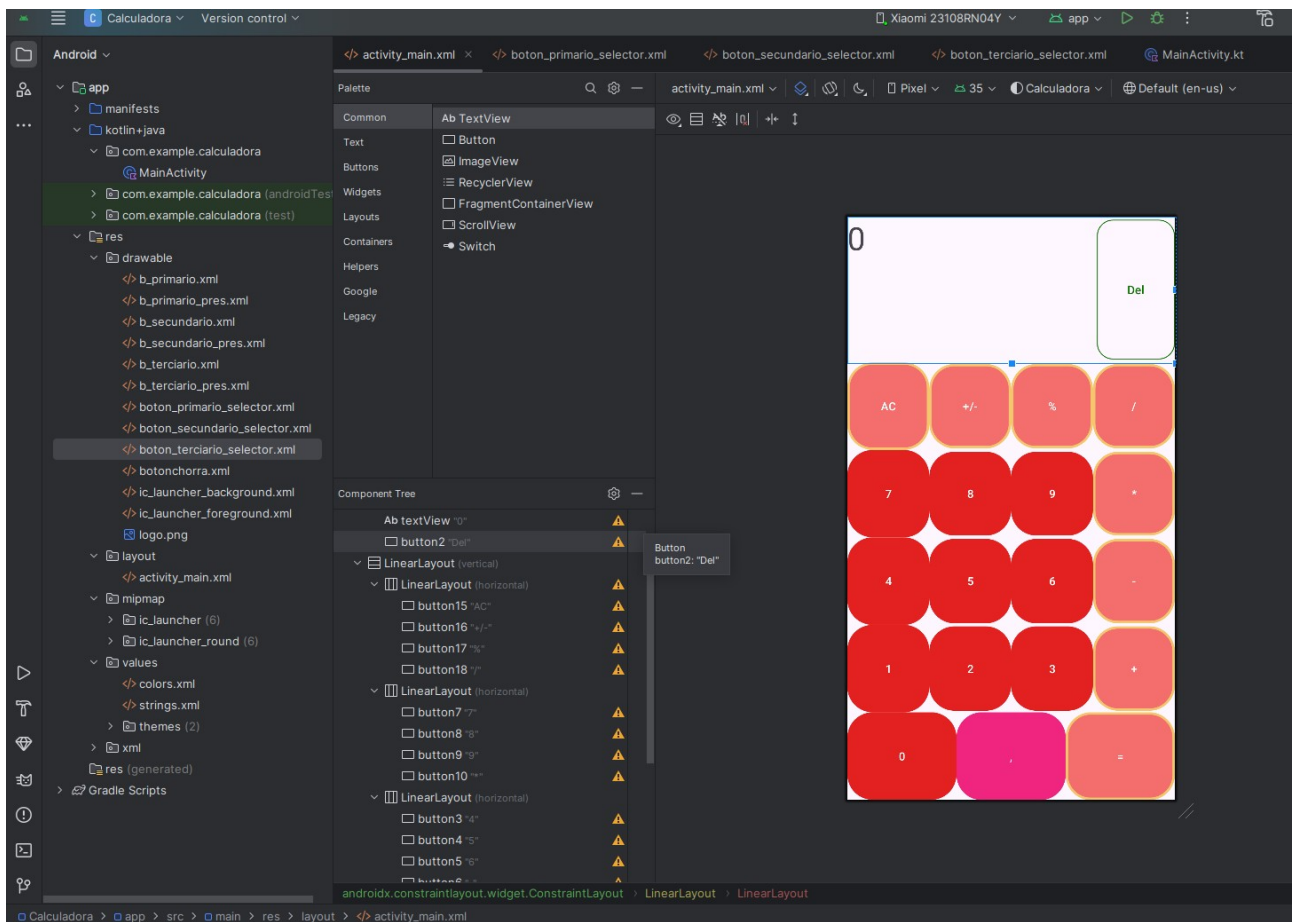 C Calculadora Version control Xiaomi 23108RN04Y app
Android
activity_main.xml boton_primario_selector.xml boton_secundario_selector.xml boton_terciario_selector.xml MainActivity.kt
app
manifests
kotlin+java
com.example.calculadora
MainActivity
com.example.calculadora (androidTes
com.example.calculadora (test)
res
drawable
b_primario.xml
b_primario_pres.xml
b_secundario.xml
b_secundario_pres.xml
b_terciario.xml
b_terciario_pres.xml
boton_primario_selector.xml
boton_secundario_selector.xml
boton_terciario_selector.xml
botonchorra.xml
ic_launcher_background.xml
ic_launcher_foreground.xml
logo.png
layout
activity_main.xml
mipmap
ic_launcher (6)
ic_launcher_round (6)
values
colors.xml
strings.xml
themes (2)
xml
res (generated)
Gradle Scripts
Palette
Common
Text
Buttons
Widgets
Layouts
Containers
Helpers
Google
Legacy
Ab TextView
Button
ImageView
RecyclerView
FragmentContainerView
ScrollView
Switch
Component Tree
Ab textView "0"
button2 "Del"
LinearLayout (vertical)
LinearLayout (horizontal)
button15 "AC"
button16 "+/-"
button17 "%"
button18 "/"
LinearLayout (horizontal)
button7 "7"
button8 "8"
button9 "9"
button10 "*"
LinearLayout (horizontal)
button3 "4"
button4 "5"
button5 "6"
Button
button2: "Del"
activity_main.xml Pixel 35 Calculadora Default (en-us)
0
Del
AC +/- % /
7 8 9 *
4 5 6 -
1 2 3 +
0 , =
androidx.constraintlayout.widget.ConstraintLayout > LinearLayout > LinearLayout
Calculadora > app > src > main > res > layout > activity_main.xml